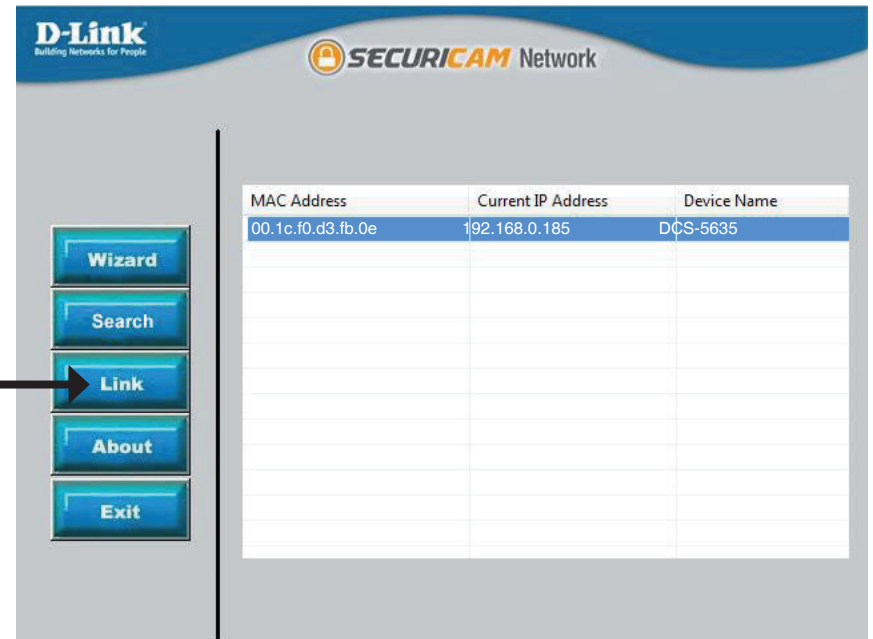 D-Link
Building Networks for People
SECURICAM Network
MAC Address Current IP Address Device Name
00.1c.f0.d3.fb.0e 192.168.0.185 DCS-5635
Wizard
Search
Link
About
Exit